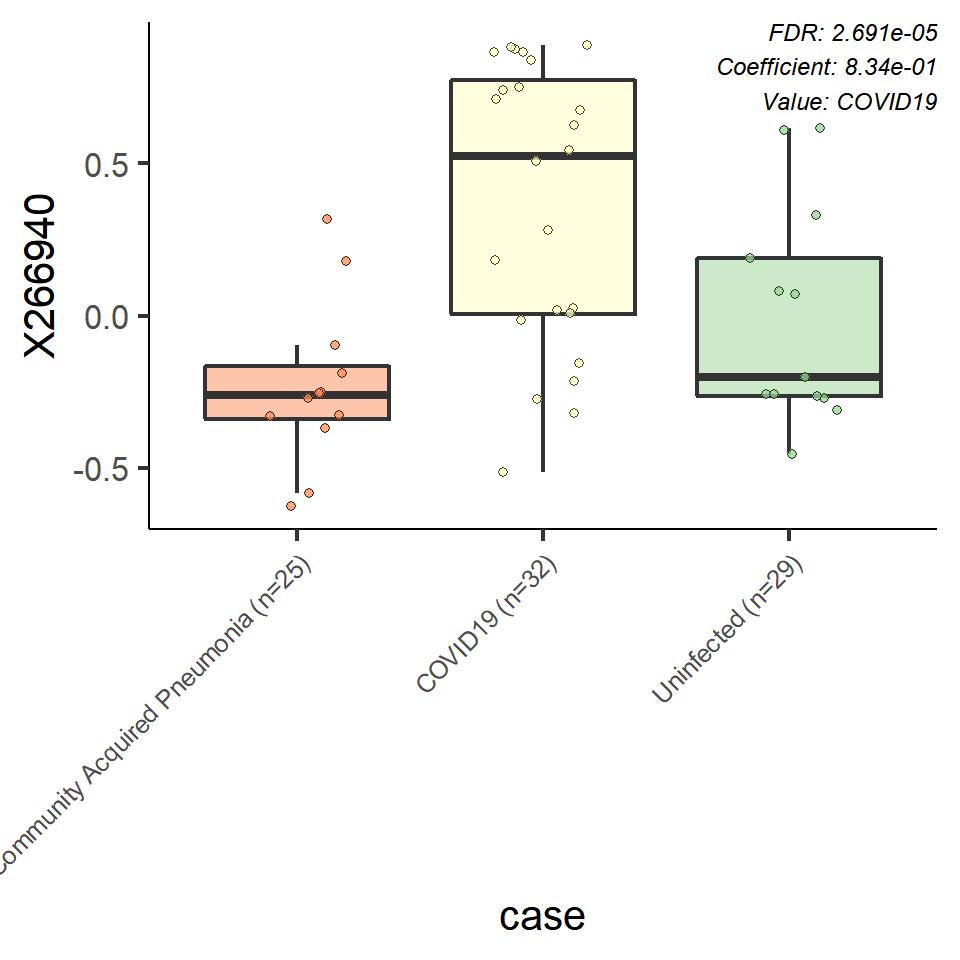 FDR: 2.691e-05
Coefficient: 8.34e-01
Value: COVID19
X266940
0.5
0.0
-0.5
Community Acquired Pneumonia (n=25)
COVID19 (n=32)
Uninfected (n=29)
case